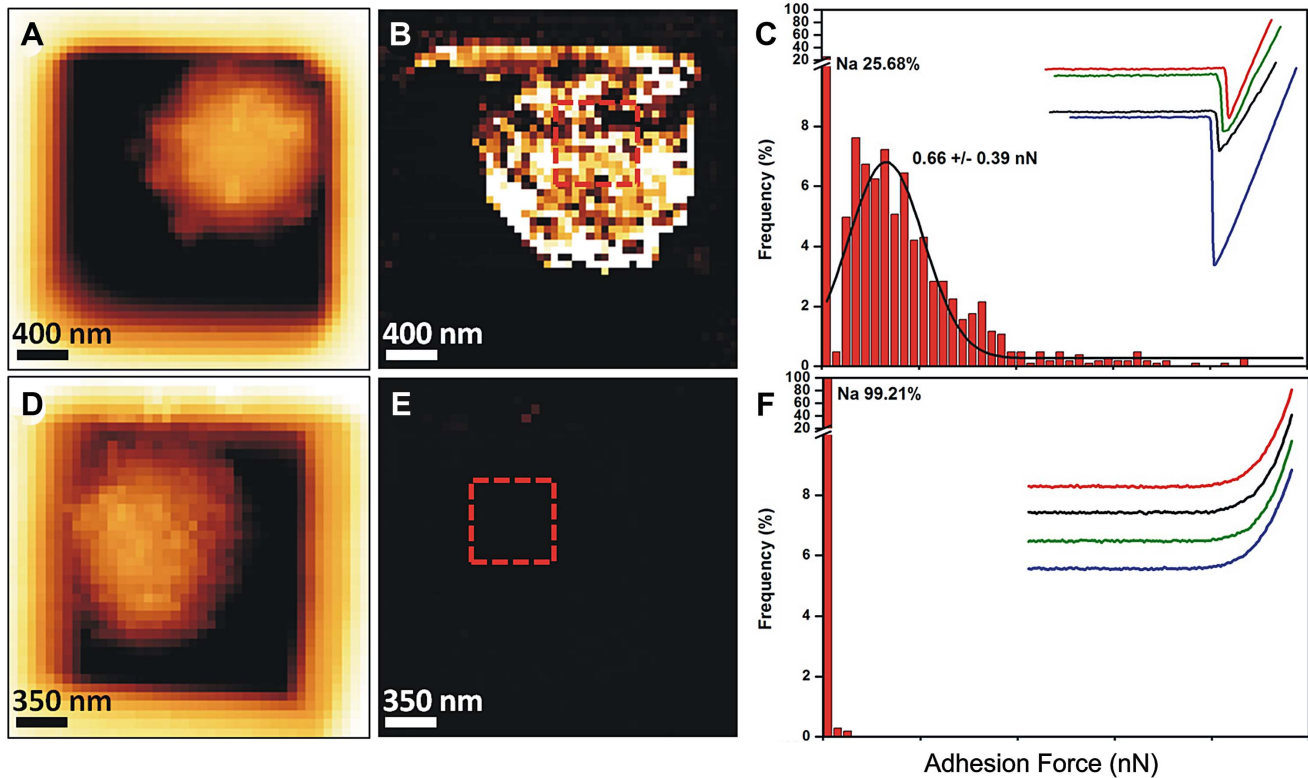 A
400 nm
B
400 nm
C
100
80
60
40
20
8
6
4
2
0
Frequency (%)
Na 25.68%
0.66 +/- 0.39 nN
D
350 nm
E
350 nm
F
100
80
60
40
20
8
6
4
2
0
Frequency (%)
Na 99.21%
Adhesion Force (nN)